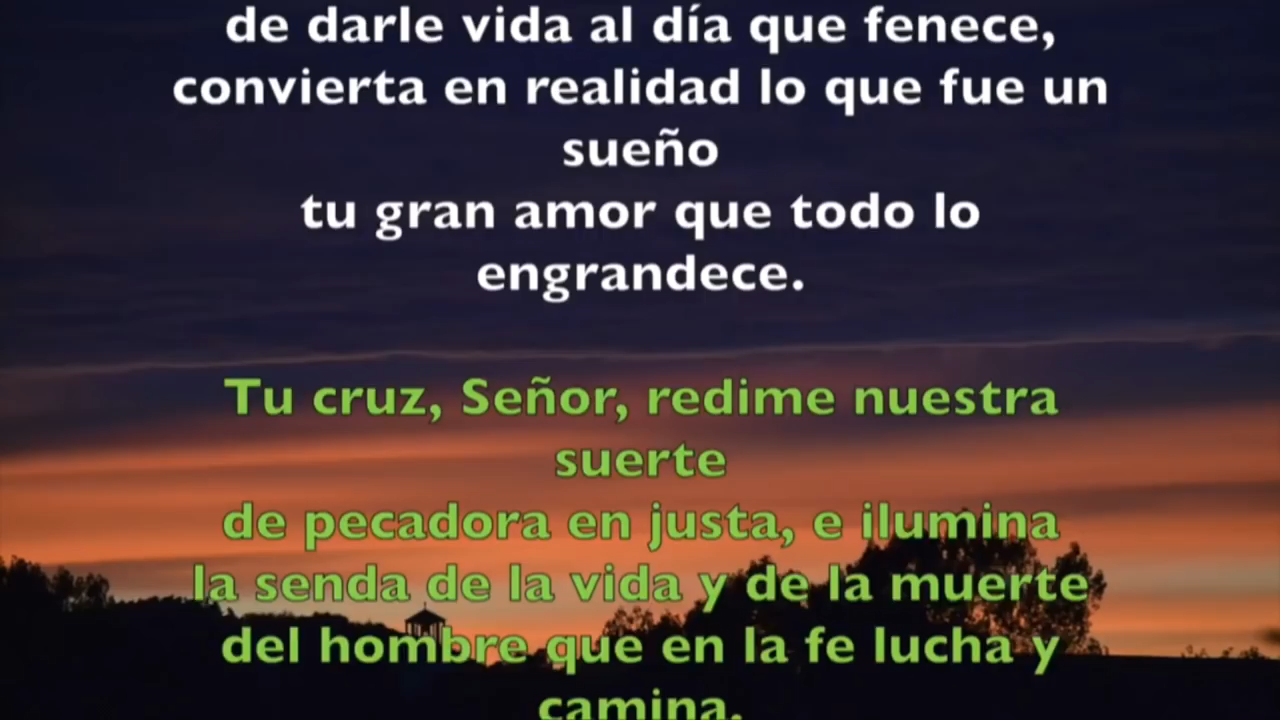 de darle vida al día que fenece,
convierta en realidad lo que fue un
sueño
tu gran amor que todo lo
engrandece.
Tu cruz, Señor, redime nuestra
suerte
de pecadora en justa, e ilumina
la senda de la vida y de la muerte
del hombre que en la fe lucha y
camina.